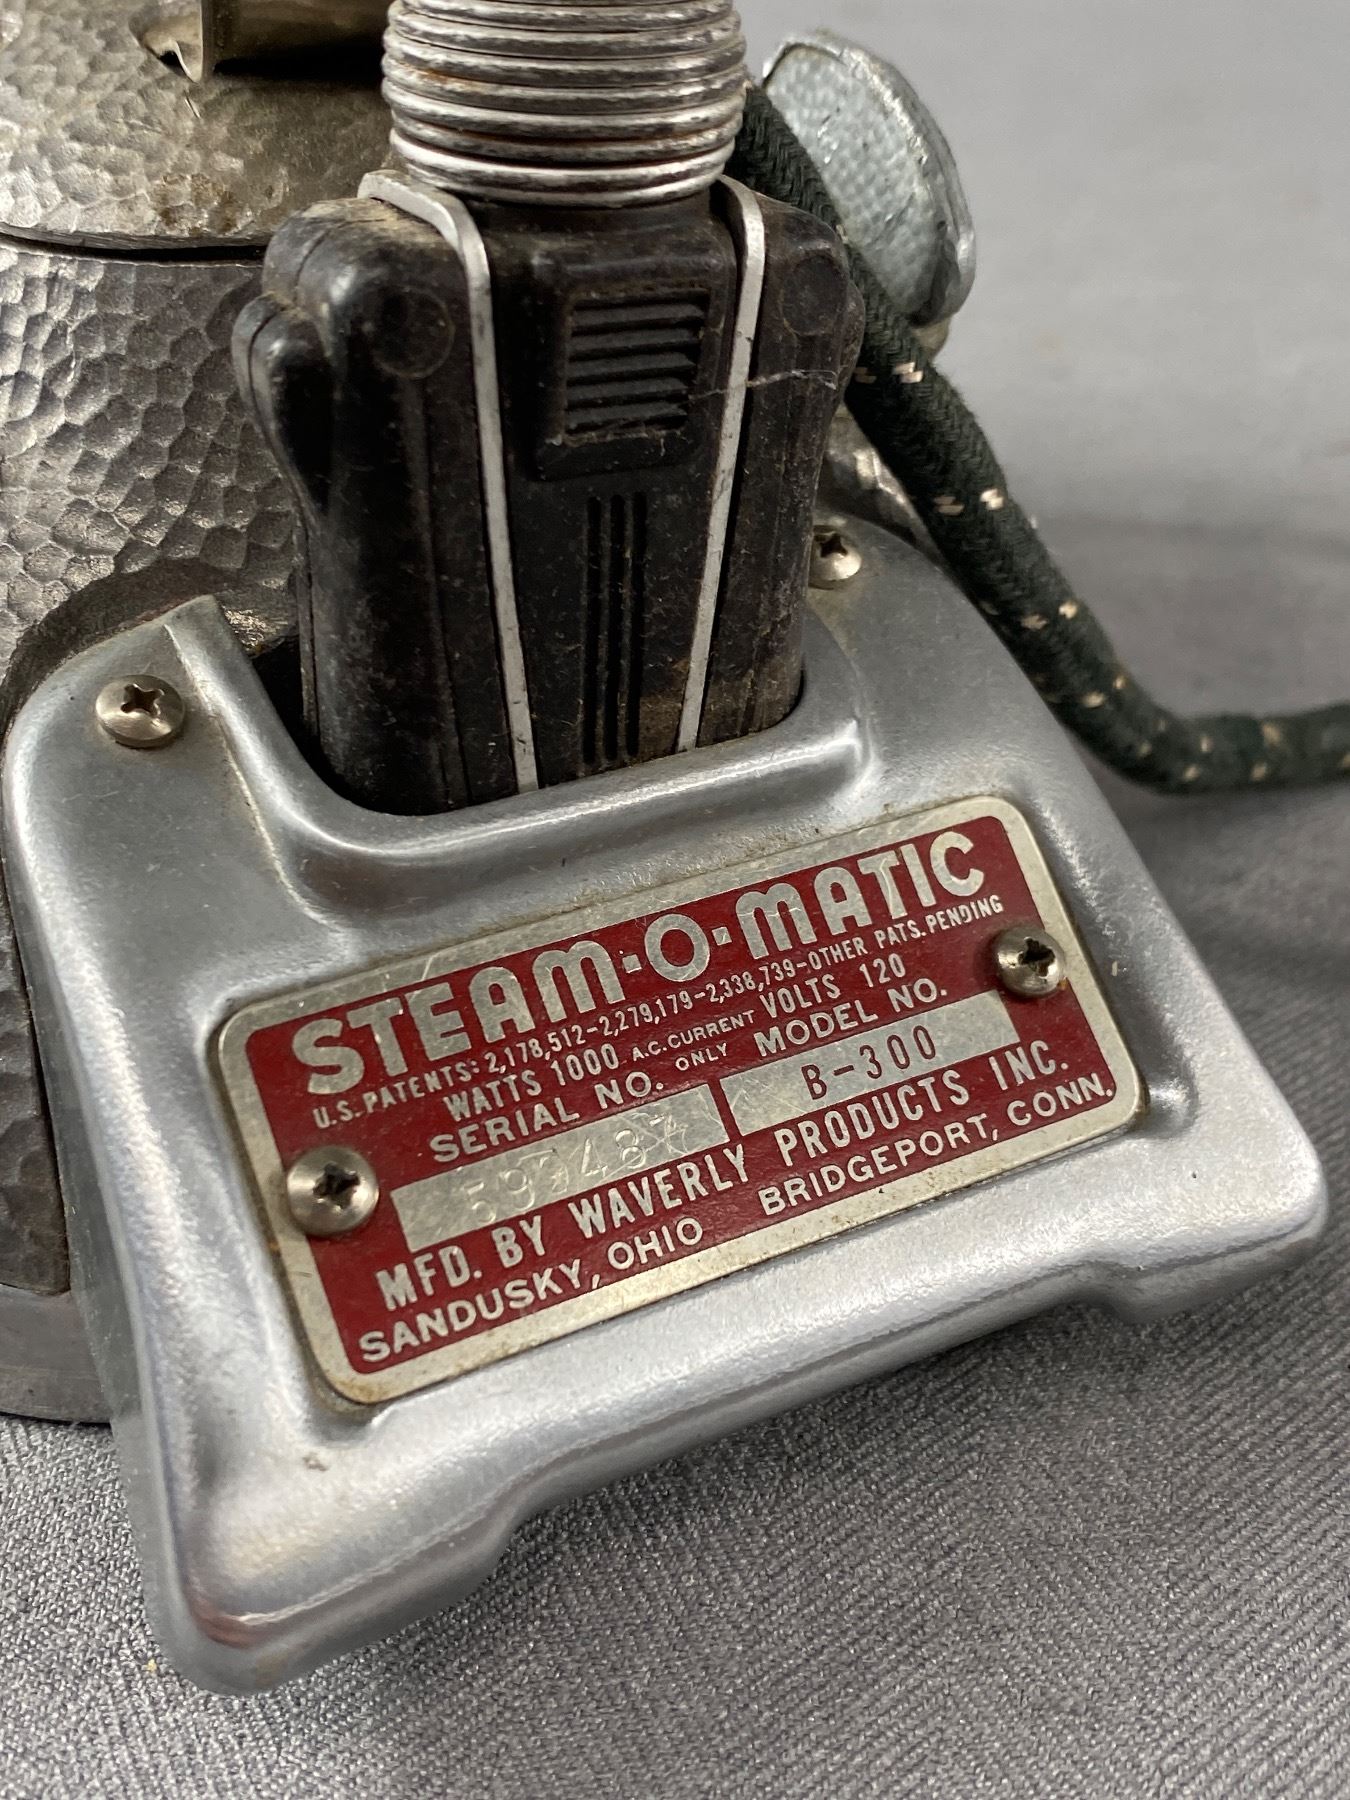 STEAM-O-MATIC
U.S. PATENTS: 2,178,512-2,279,179-2,338,739-OTHER PATS. PENDING
WATTS 1000 A.C. CURRENT ONLY VOLTS 120
SERIAL NO. MODEL NO.
B-300
MFD. BY WAVERLY PRODUCTS INC.
SANDUSKY, OHIO BRIDGEPORT, CONN.